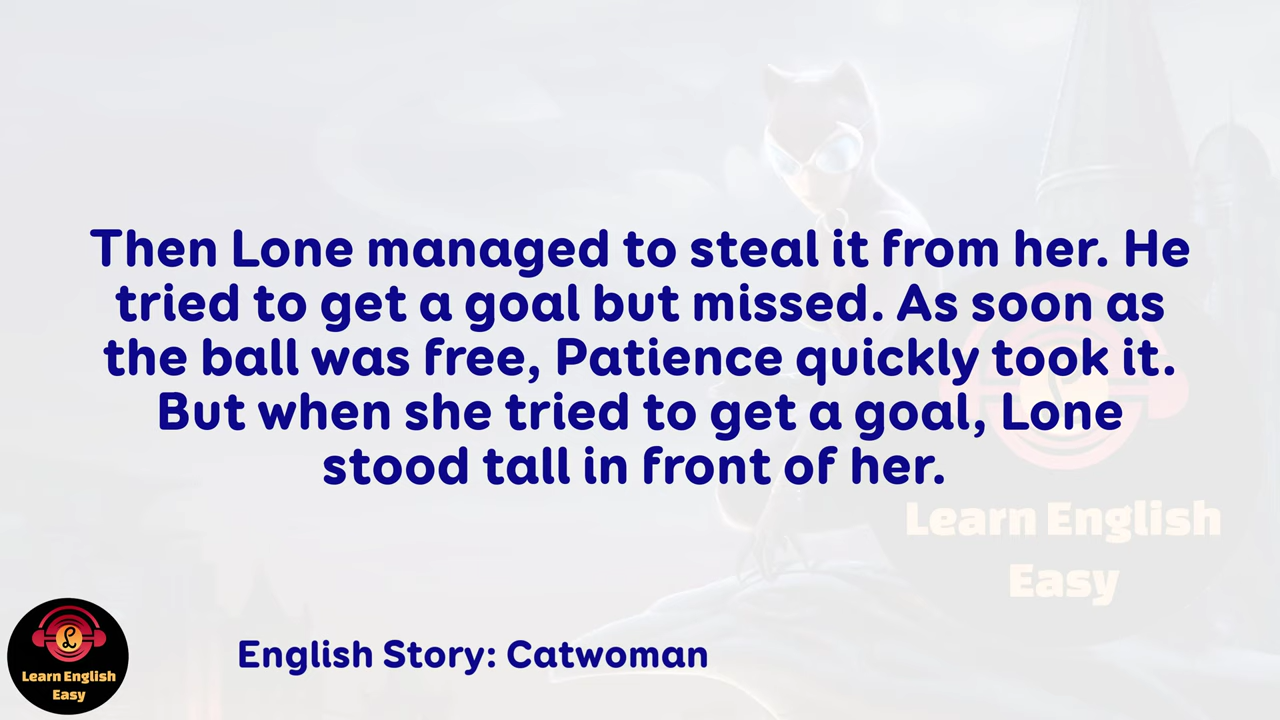 Then Lone managed to steal it from her. He
tried to get a goal but missed. As soon as
the ball was free, Patience quickly took it.
But when she tried to get a goal, Lone
stood tall in front of her.
Learn English
Easy
English Story: Catwoman
Learn English
Easy